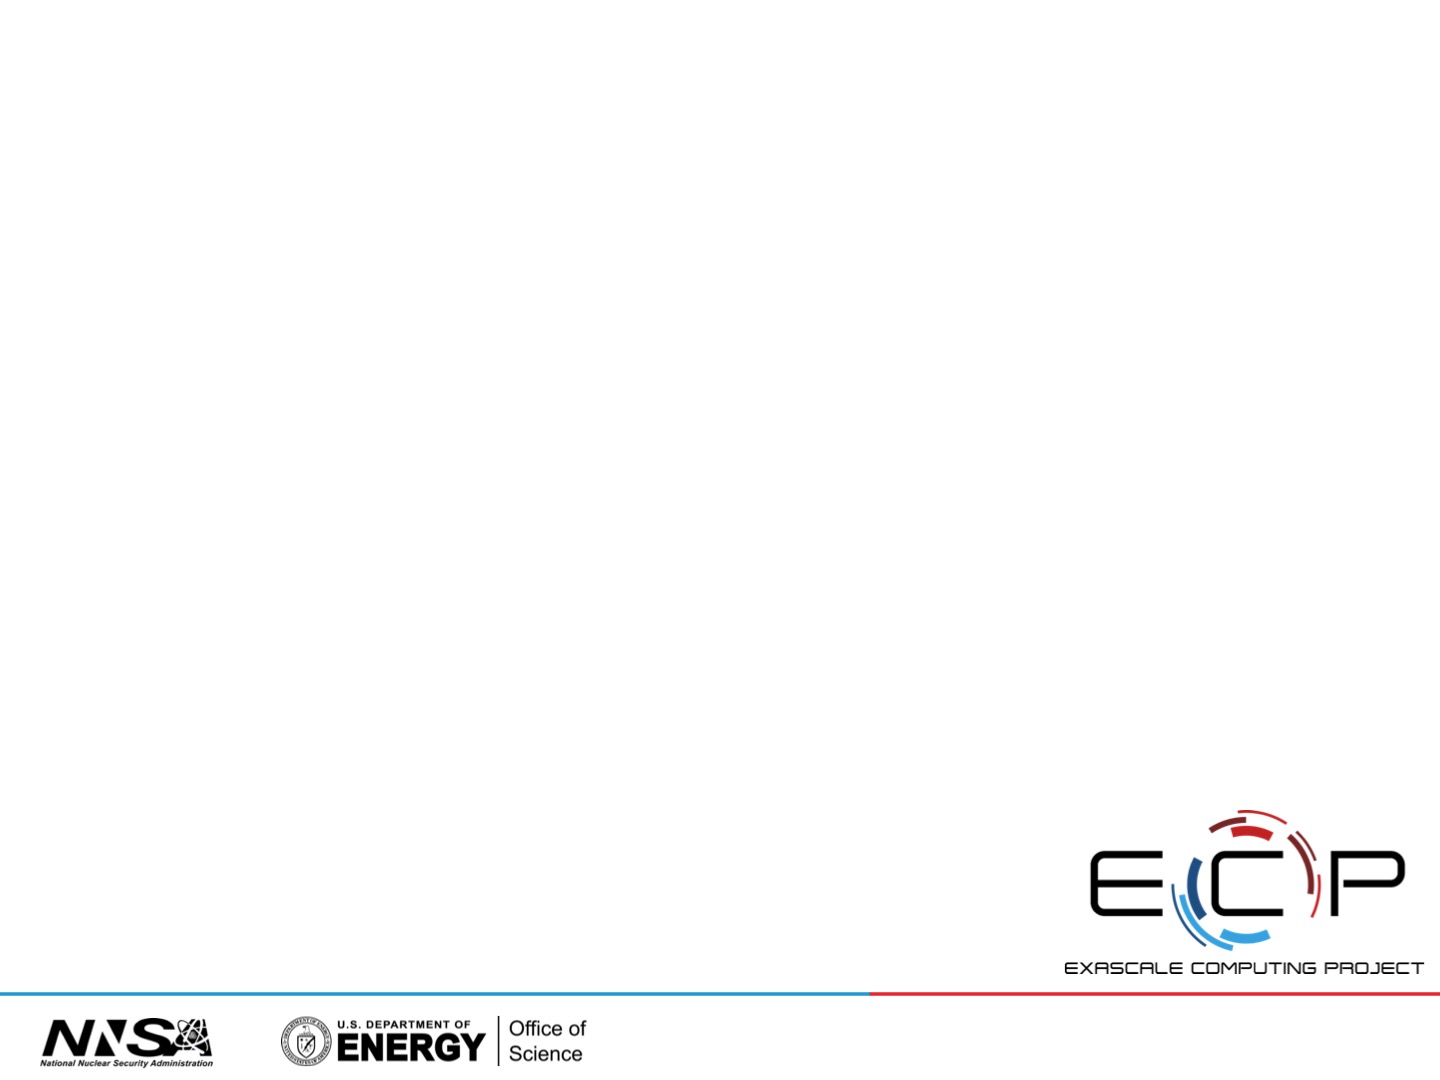 ECP
EXASCALE COMPUTING PROJECT
NNSA
National Nuclear Security Administration
U.S. DEPARTMENT OF
ENERGY
Office of
Science